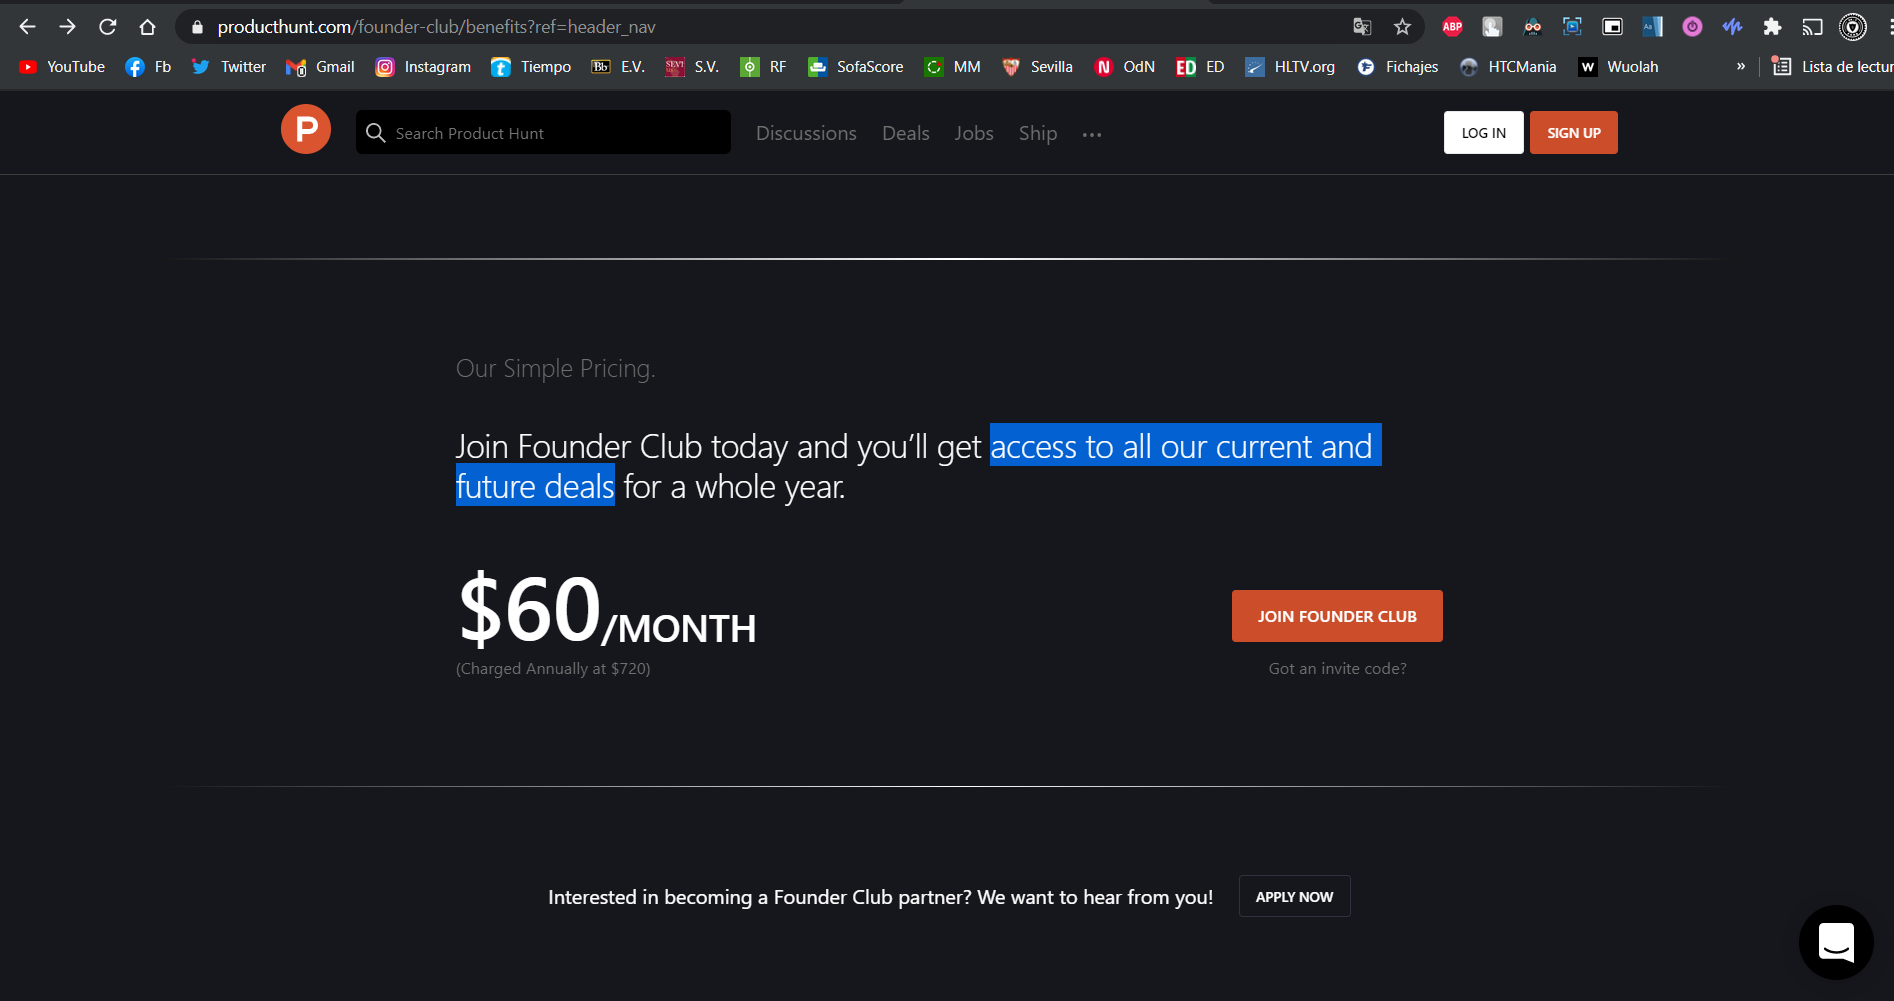 producthunt.com/founder-club/benefits?ref=header_nav
ABP
YouTube Fb Twitter Gmail Instagram Tiempo Bb E.V. S.V. RF SofaScore MM Sevilla N OdN ED ED HLTV.org Fichajes HTCMania W Wuolah » Lista de lectur
P Search Product Hunt Discussions Deals Jobs Ship ••• LOG IN SIGN UP
Our Simple Pricing.
Join Founder Club today and you’ll get access to all our current and
future deals for a whole year.
$60/MONTH
JOIN FOUNDER CLUB
(Charged Annually at $720)
Got an invite code?
Interested in becoming a Founder Club partner? We want to hear from you! APPLY NOW